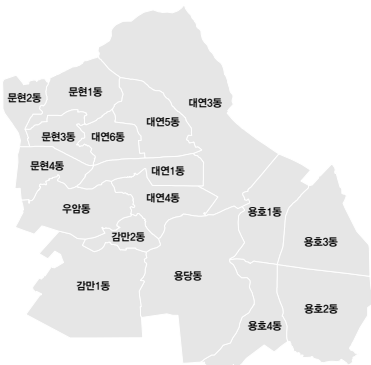 문현2동
문현1동
대연3동
대연5동
문현3동
대연6동
문현4동
대연1동
대연4동
우암동
용호1동
감만2동
용호3동
용당동
감만1동
용호2동
용호4동